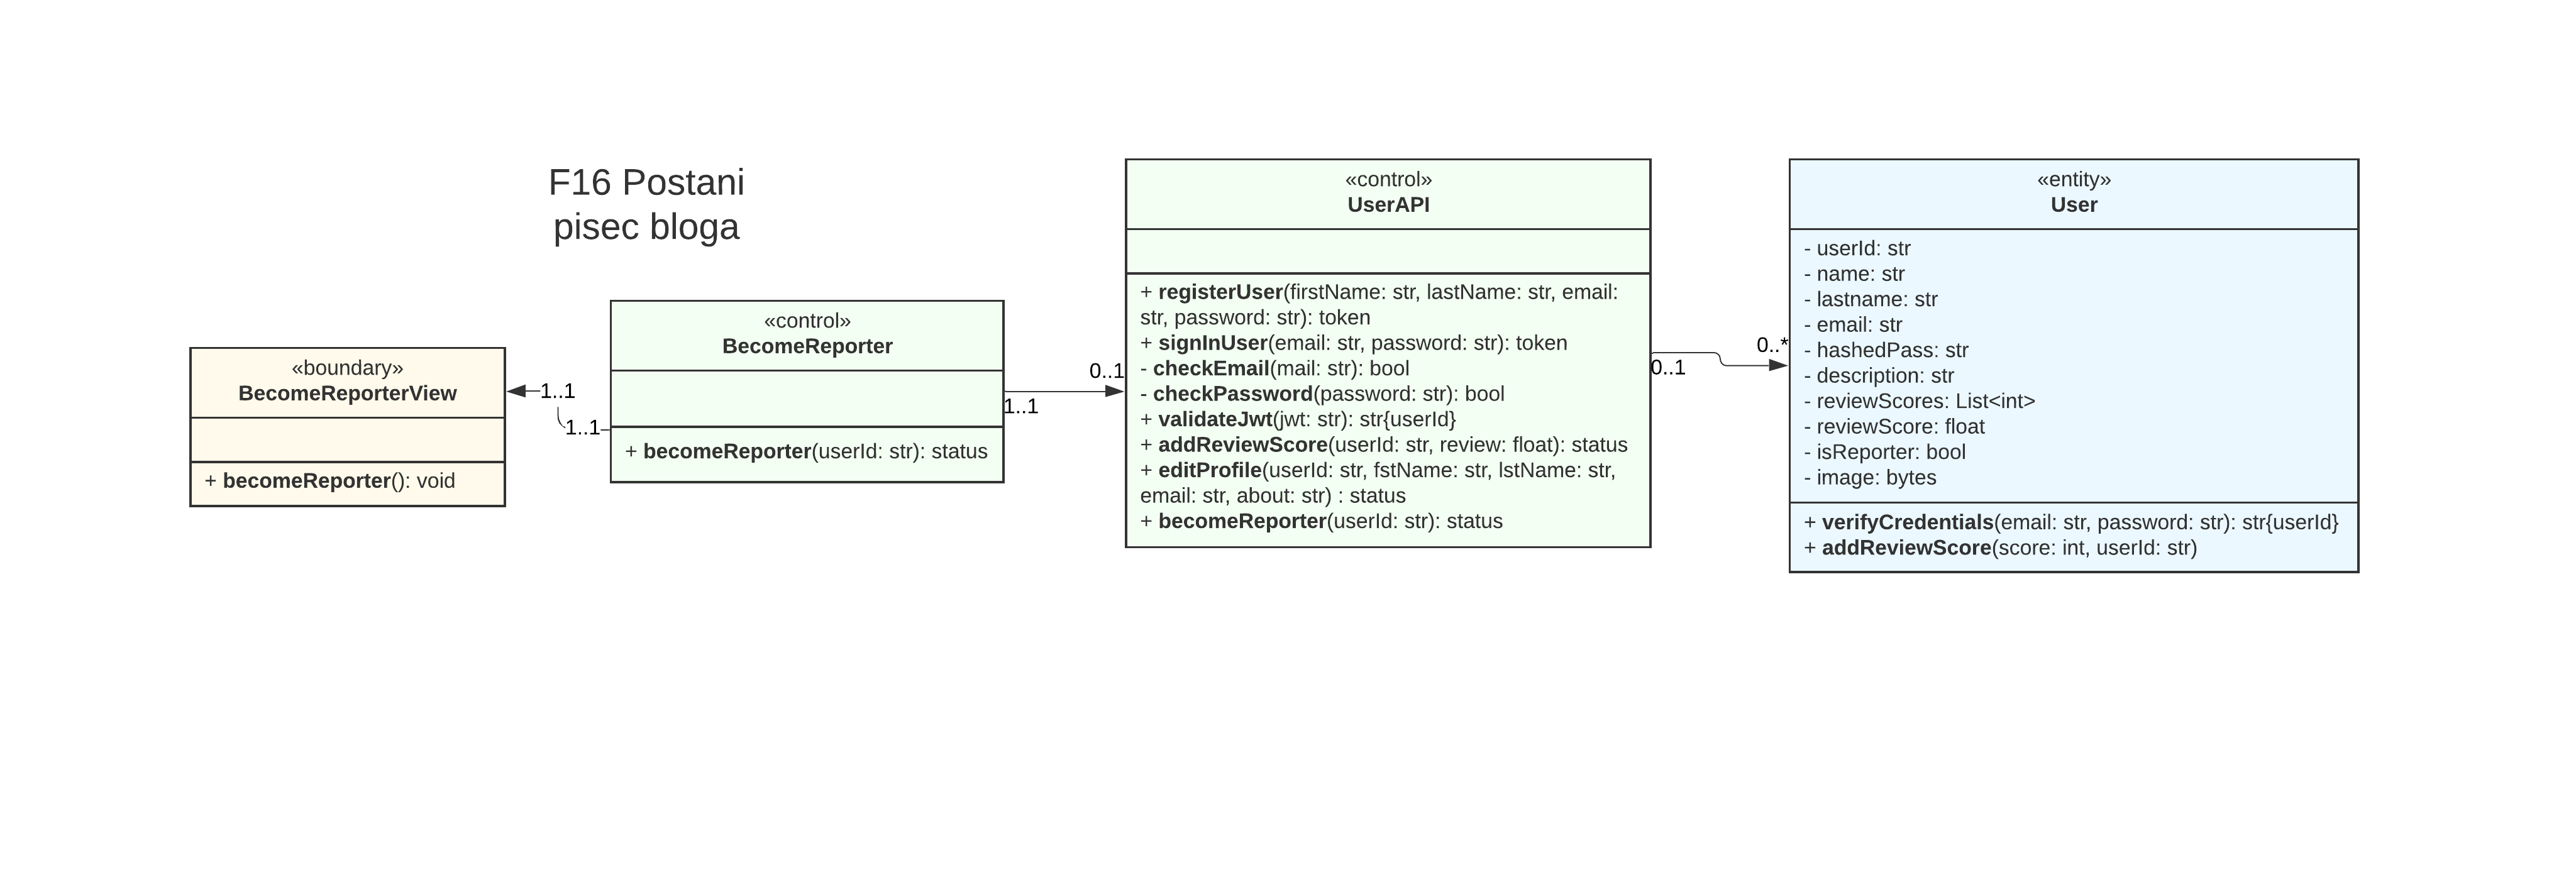 F16 Postani
pisec bloga
«boundary»
BecomeReporterView
+ becomeReporter(): void
1..1
1..1
«control»
BecomeReporter
+ becomeReporter(userId: str): status
1..1
0..1
«control»
UserAPI
+ registerUser(firstName: str, lastName: str, email:
str, password: str): token
+ signInUser(email: str, password: str): token
- checkEmail(mail: str): bool
- checkPassword(password: str): bool
+ validateJwt(jwt: str): str{userId}
+ addReviewScore(userId: str, review: float): status
+ editProfile(userId: str, fstName: str, lstName: str,
email: str, about: str) : status
+ becomeReporter(userId: str): status
0..1
0..*
«entity»
User
- userId: str
- name: str
- lastname: str
- email: str
- hashedPass: str
- description: str
- reviewScores: List<int>
- reviewScore: float
- isReporter: bool
- image: bytes
+ verifyCredentials(email: str, password: str): str{userId}
+ addReviewScore(score: int, userId: str)